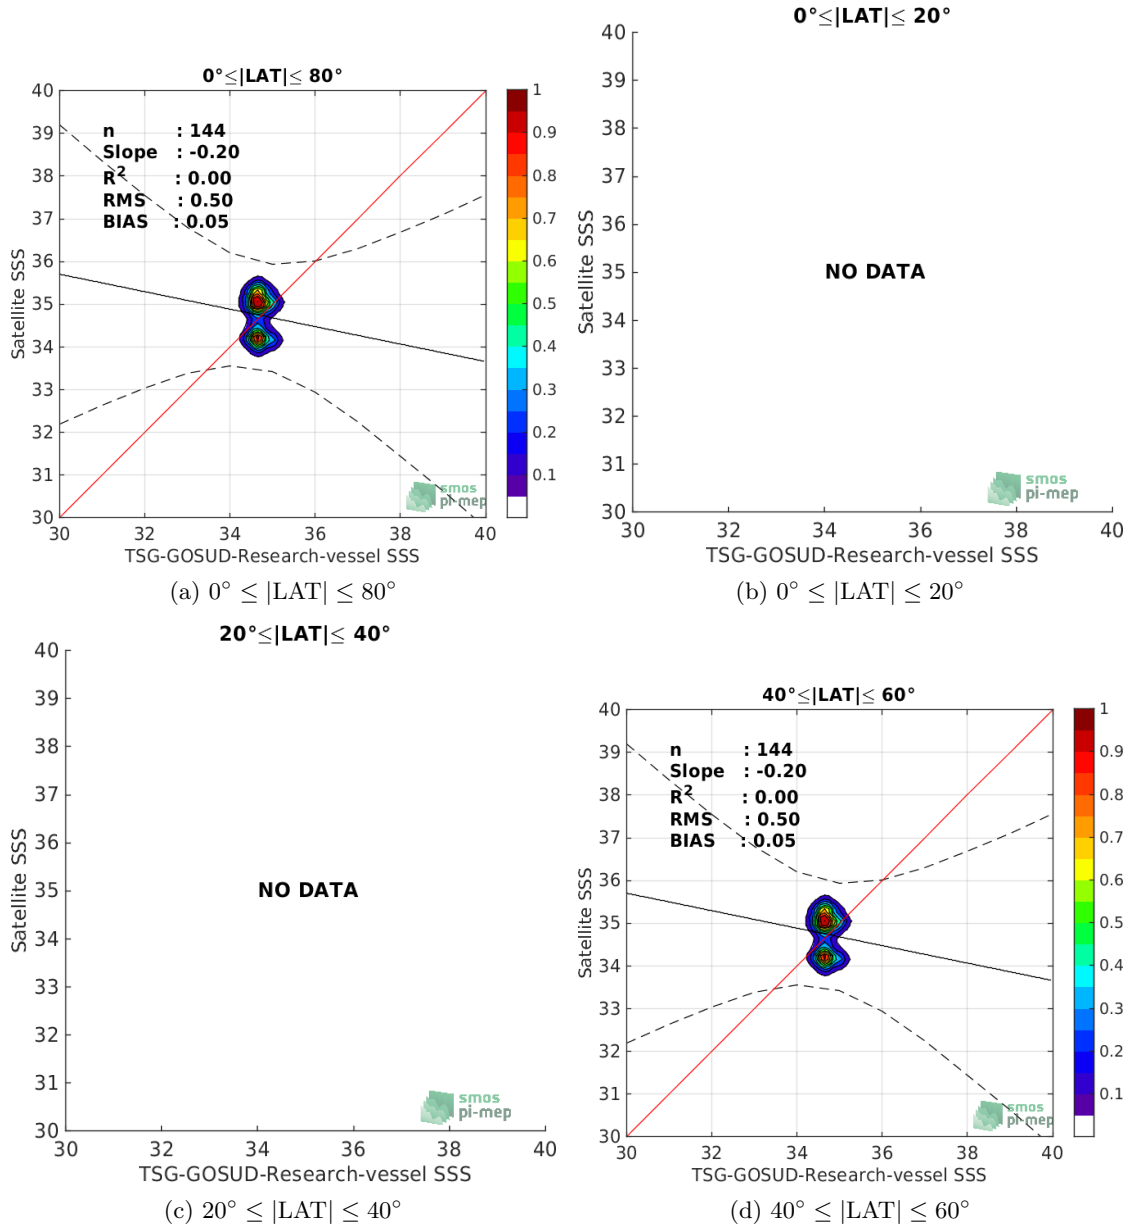 0°≤|LAT|≤ 80°
40
39
38
37
36
35
34
33
32
31
30
Satellite SSS
n : 144
Slope : -0.20
R² : 0.00
RMS : 0.50
BIAS : 0.05
1
0.9
0.8
0.7
0.6
0.5
0.4
0.3
0.2
0.1
smos
pi-mep
30 32 34 36 38 40
TSG-GOSUD-Research-vessel SSS
(a) 0° ≤ |LAT| ≤ 80°
0°≤|LAT|≤ 20°
40
39
38
37
36
35
34
33
32
31
30
Satellite SSS
NO DATA
smos
pi-mep
30 32 34 36 38 40
TSG-GOSUD-Research-vessel SSS
(b) 0° ≤ |LAT| ≤ 20°
20°≤|LAT|≤ 40°
40
39
38
37
36
35
34
33
32
31
30
Satellite SSS
NO DATA
smos
pi-mep
30 32 34 36 38 40
TSG-GOSUD-Research-vessel SSS
(c) 20° ≤ |LAT| ≤ 40°
40°≤|LAT|≤ 60°
40
39
38
37
36
35
34
33
32
31
30
Satellite SSS
n : 144
Slope : -0.20
R² : 0.00
RMS : 0.50
BIAS : 0.05
1
0.9
0.8
0.7
0.6
0.5
0.4
0.3
0.2
0.1
smos
pi-mep
30 32 34 36 38 40
TSG-GOSUD-Research-vessel SSS
(d) 40° ≤ |LAT| ≤ 60°